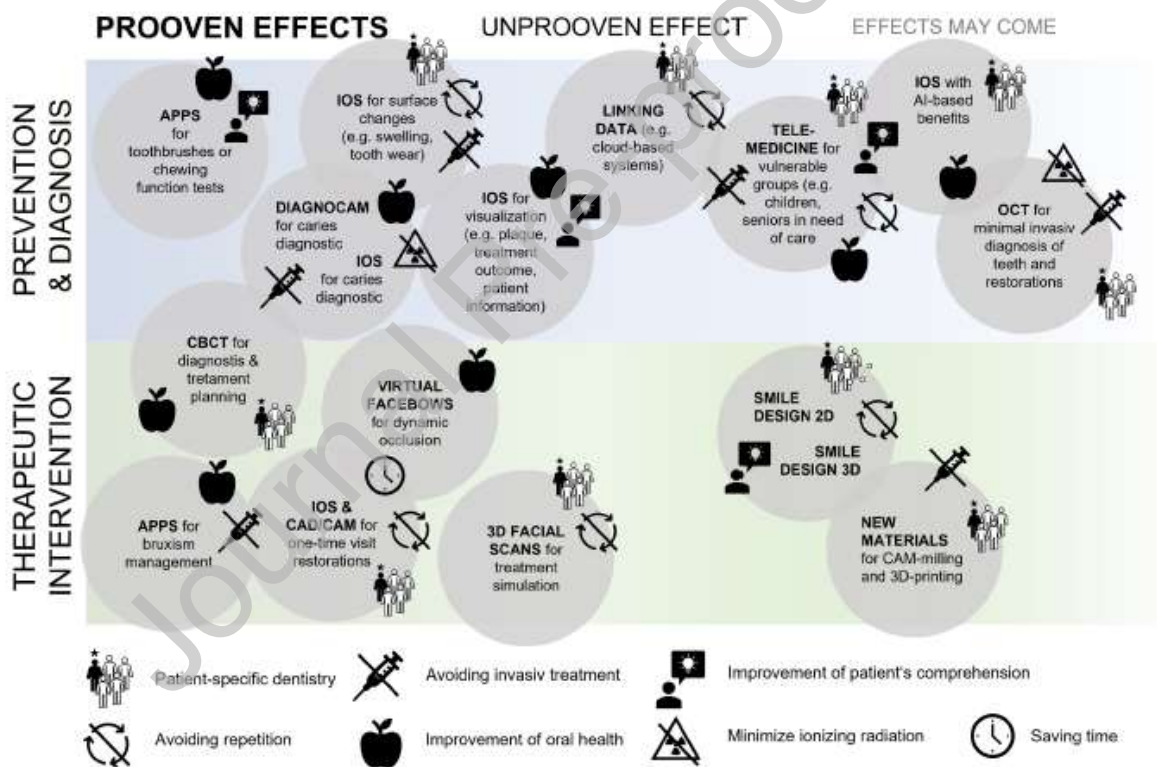 PROOVEN EFFECTS
UNPROOVEN EFFECT
EFFECTS MAY COME
PREVENTION
& DIAGNOSIS
APPS
for
toothbrushes or
chewing
function tests
IOS for surface
changes
(e.g. swelling,
tooth wear)
DIAGNOCAM
for caries
diagnostic
IOS
for caries
diagnostic
IOS for
visualization
(e.g. plaque,
treatment
outcome,
patient
information)
LINKING
DATA (e.g.
cloud-based
systems)
TELE-
MEDICINE for
vulnerable
groups (e.g.
children,
seniors in need
of care
IOS with
AI-based
benefits
OCT for
minimal invasiv
diagnosis of
teeth and
restorations
THERAPEUTIC
INTERVENTION
CBCT for
diagnostis &
tretament
planning
VIRTUAL
FACEBOWS
for dynamic
occlusion
APPS for
bruxism
management
IOS &
CAD/CAM for
one-time visit
restorations
3D FACIAL
SCANS for
treatment
simulation
SMILE
DESIGN 2D
SMILE
DESIGN 3D
NEW
MATERIALS
for CAM-milling
and 3D-printing
Patient-specific dentistry
Avoiding invasiv treatment
Improvement of patient's comprehension
Avoiding repetition
Improvement of oral health
Minimize ionizing radiation
Saving time
Journal Pre-proo